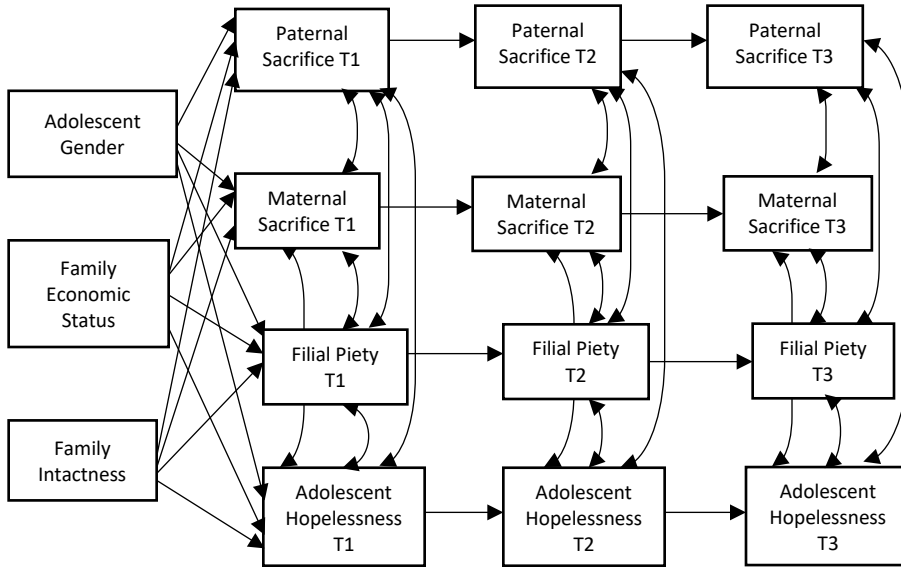 Paternal
Sacrifice T1
Paternal
Sacrifice T2
Paternal
Sacrifice T3
Adolescent
Gender
Maternal
Sacrifice T1
Maternal
Sacrifice T2
Maternal
Sacrifice T3
Family
Economic
Status
Filial Piety
T1
Filial Piety
T2
Filial Piety
T3
Family
Intactness
Adolescent
Hopelessness
T1
Adolescent
Hopelessness
T2
Adolescent
Hopelessness
T3